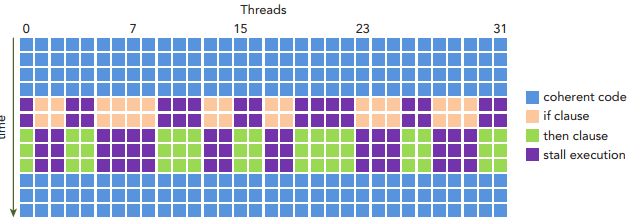 Threads
0 7 15 23 31
time
coherent code
if clause
then clause
stall execution